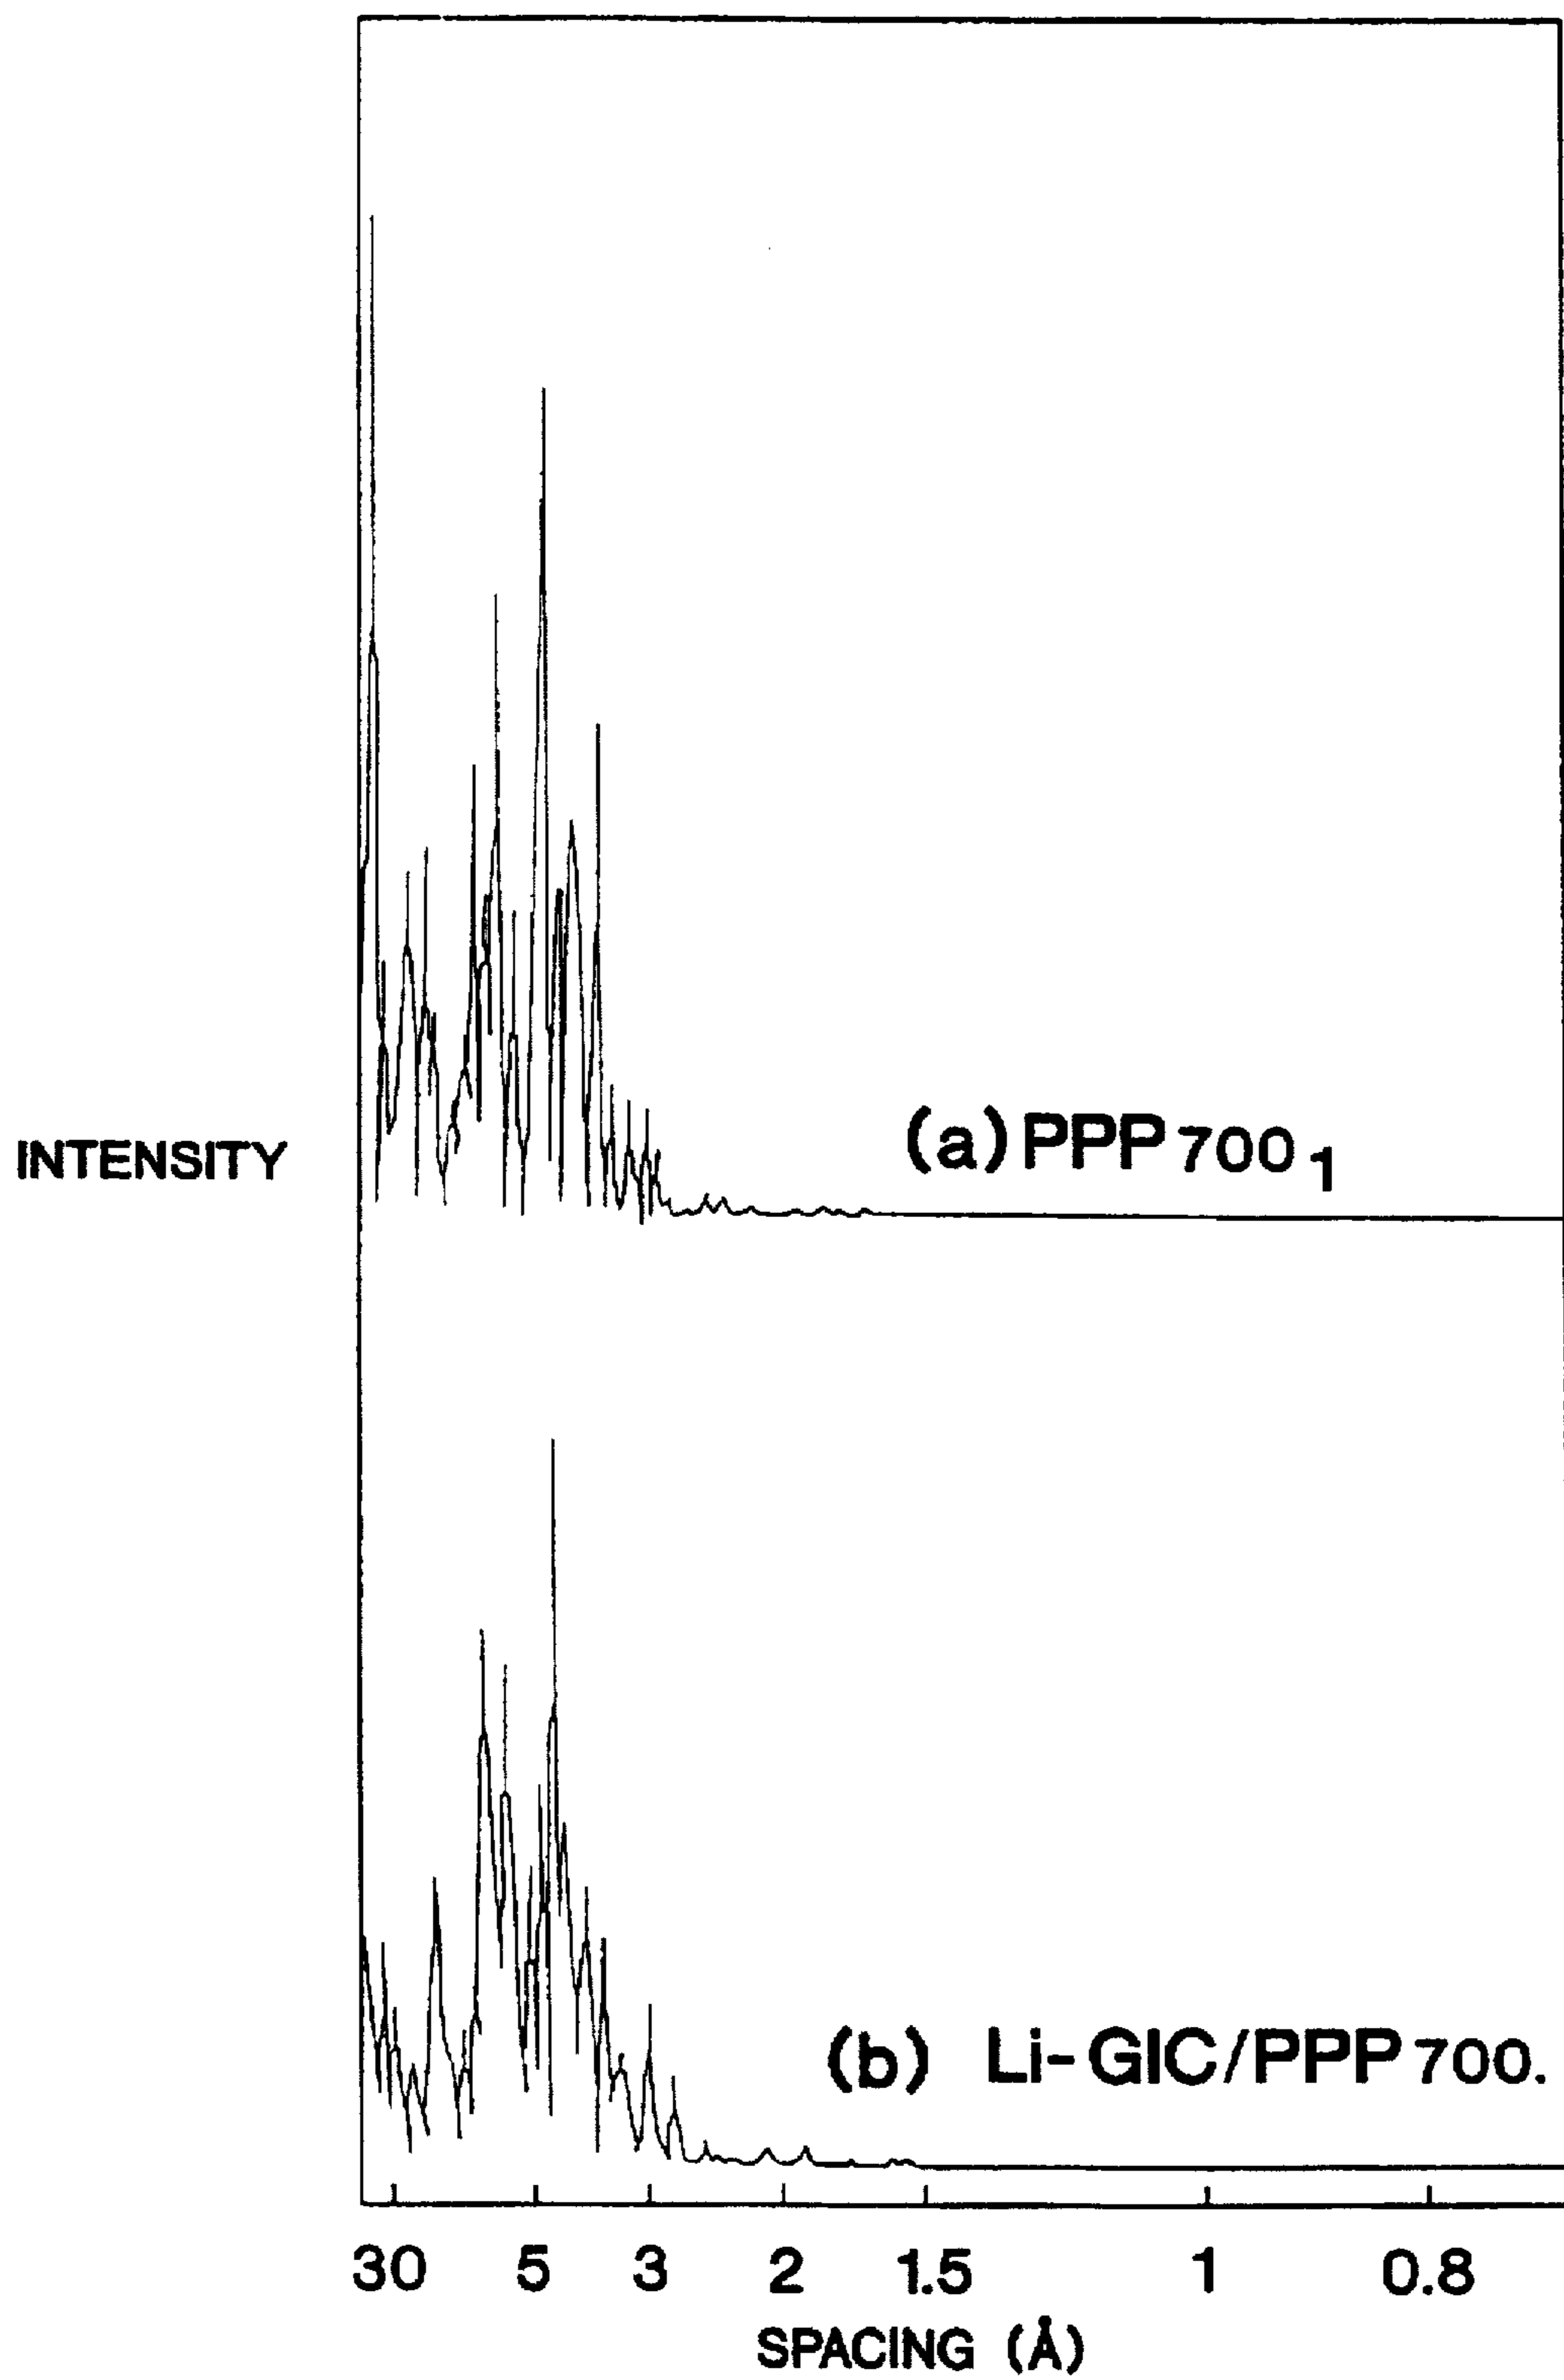 (a) PPP 700 1
INTENSITY
(b) Li-GIC/PPP 700.
30 5 3 2 1.5 1 0.8
SPACING (Å)